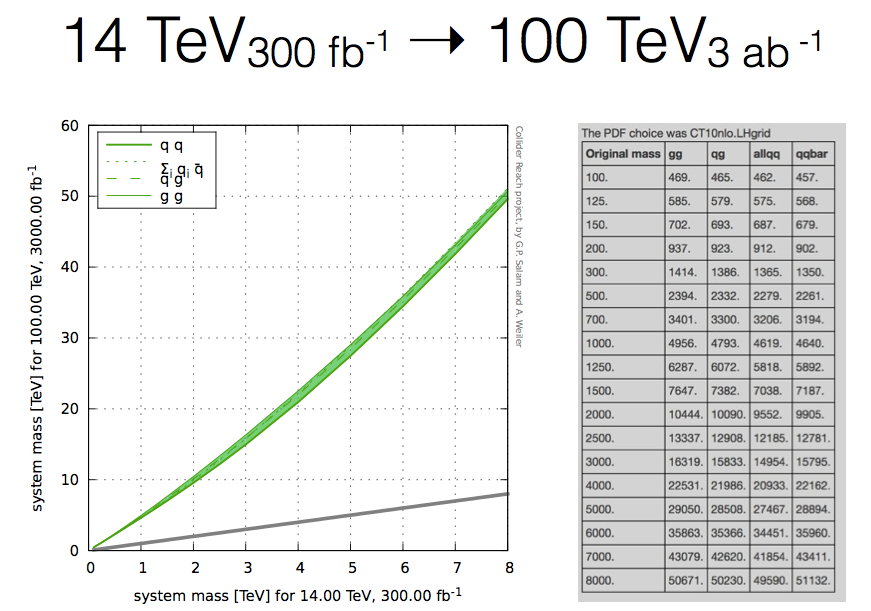 14 TeV300 fb-1 → 100 TeV3 ab -1
60
50
40
30
20
10
0
0 1 2 3 4 5 6 7 8
q q
Σi qi q̄i
q g
g g
system mass [TeV] for 100.00 TeV, 3000.00 fb-1
system mass [TeV] for 14.00 TeV, 300.00 fb-1
Collider Reach project, by G.P. Salam and A. Weiler
The PDF choice was CT10nlo.LHgrid
Original mass gg qg allqq qqbar
100. 469. 465. 462. 457.
125. 585. 579. 575. 568.
150. 702. 693. 687. 679.
200. 937. 923. 912. 902.
300. 1414. 1386. 1365. 1350.
500. 2394. 2332. 2279. 2261.
700. 3401. 3300. 3206. 3194.
1000. 4956. 4793. 4619. 4640.
1250. 6287. 6072. 5818. 5892.
1500. 7647. 7382. 7038. 7187.
2000. 10444. 10090. 9552. 9905.
2500. 13337. 12908. 12185. 12781.
3000. 16319. 15833. 14954. 15795.
4000. 22531. 21986. 20933. 22162.
5000. 29050. 28508. 27467. 28894.
6000. 35863. 35366. 34451. 35960.
7000. 43079. 42620. 41854. 43411.
8000. 50671. 50230. 49590. 51132.